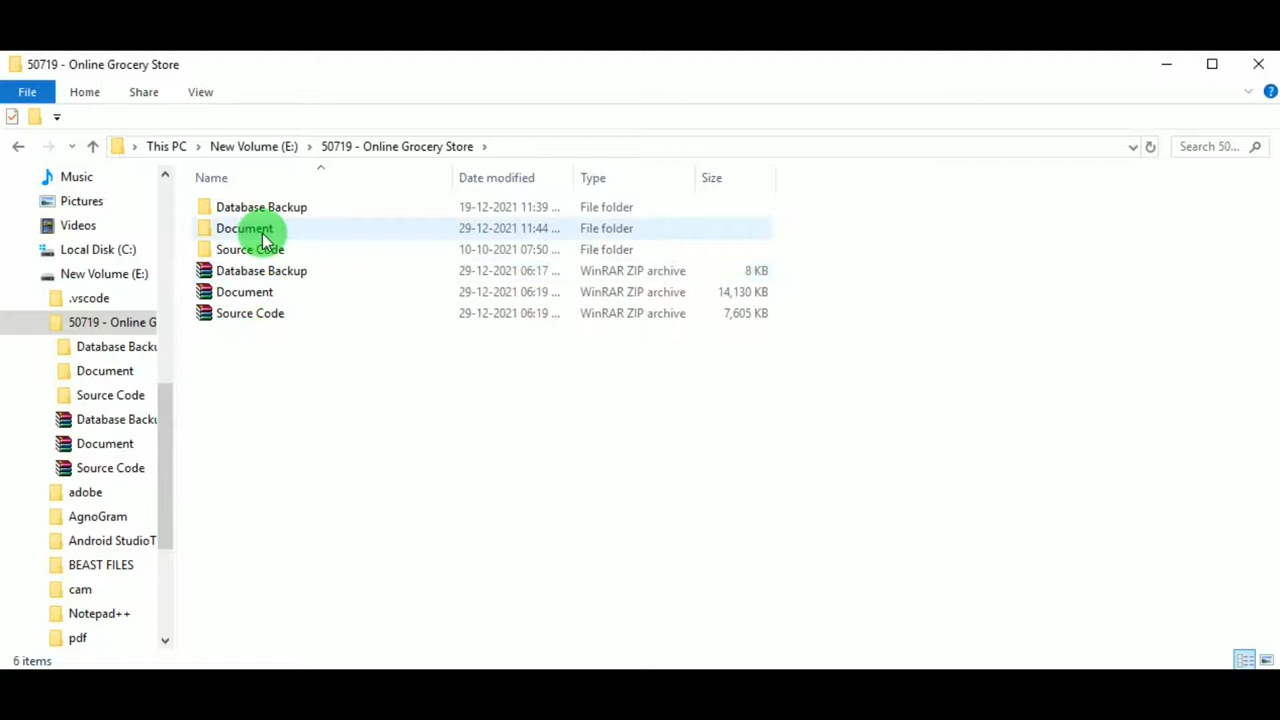 50719 - Online Grocery Store
File Home Share View
This PC > New Volume (E:) > 50719 - Online Grocery Store >
Search 50...
Name Date modified Type Size
Database Backup 19-12-2021 11:39 ... File folder
Document 29-12-2021 11:44 ... File folder
Source Code 10-10-2021 07:50 ... File folder
Database Backup 29-12-2021 06:17 ... WinRAR ZIP archive 8 KB
Document 29-12-2021 06:19 ... WinRAR ZIP archive 14,130 KB
Source Code 29-12-2021 06:19 ... WinRAR ZIP archive 7,605 KB
Music
Pictures
Videos
Local Disk (C:)
New Volume (E:)
.vscode
50719 - Online G
Database Backu
Document
Source Code
Database Backu
Document
Source Code
adobe
AgnoGram
Android StudioT
BEAST FILES
cam
Notepad++
pdf
6 items